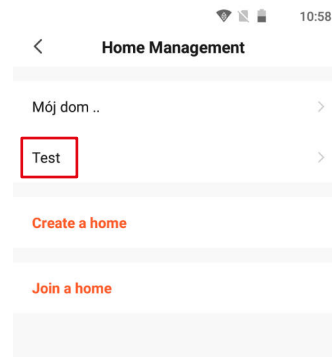 10:58
Home Management
Mój dom ..
Test
Create a home
Join a home